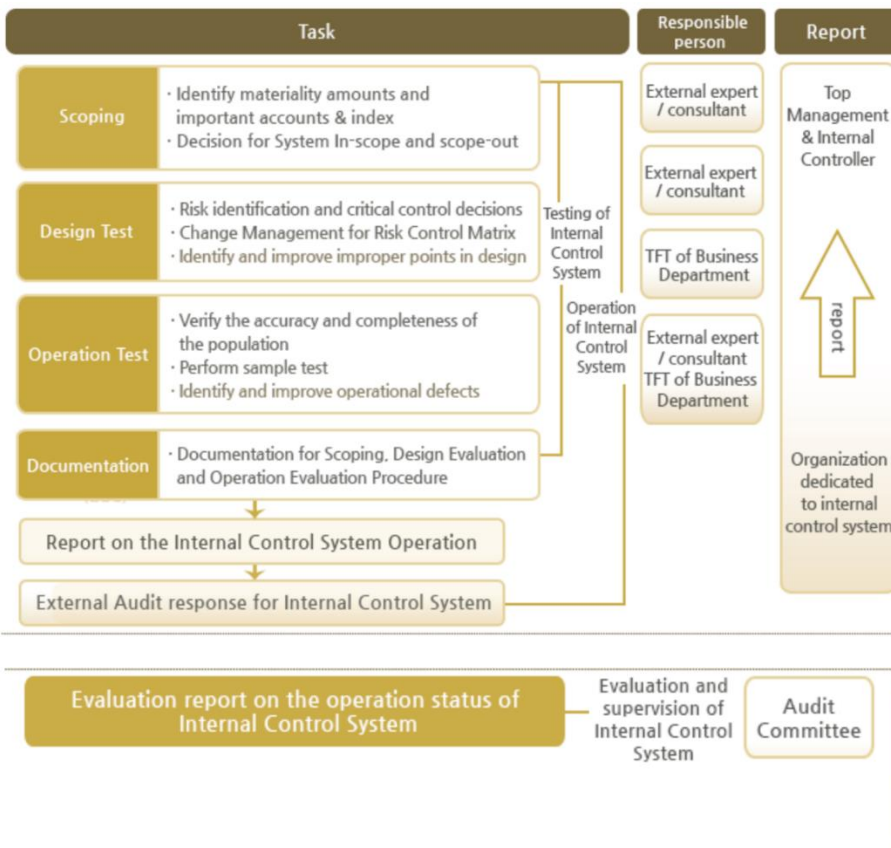 Task
Responsible
person
Report
Scoping
· Identify materiality amounts and
important accounts & index
· Decision for System In-scope and scope-out
Design Test
· Risk identification and critical control decisions
· Change Management for Risk Control Matrix
· Identify and improve improper points in design
Operation Test
· Verify the accuracy and completeness of
the population
· Perform sample test
· Identify and improve operational defects
Documentation
· Documentation for Scoping, Design Evaluation
and Operation Evaluation Procedure
Report on the Internal Control System Operation
External Audit response for Internal Control System
Testing of
Internal
Control
System
Operation
of Internal
Control
System
External expert
/ consultant
External expert
/ consultant
TFT of Business
Department
External expert
/ consultant
TFT of Business
Department
Top
Management
& Internal
Controller
report
Organization
dedicated
to internal
control system
Evaluation report on the operation status of
Internal Control System
Evaluation and
supervision of
Internal Control
System
Audit
Committee